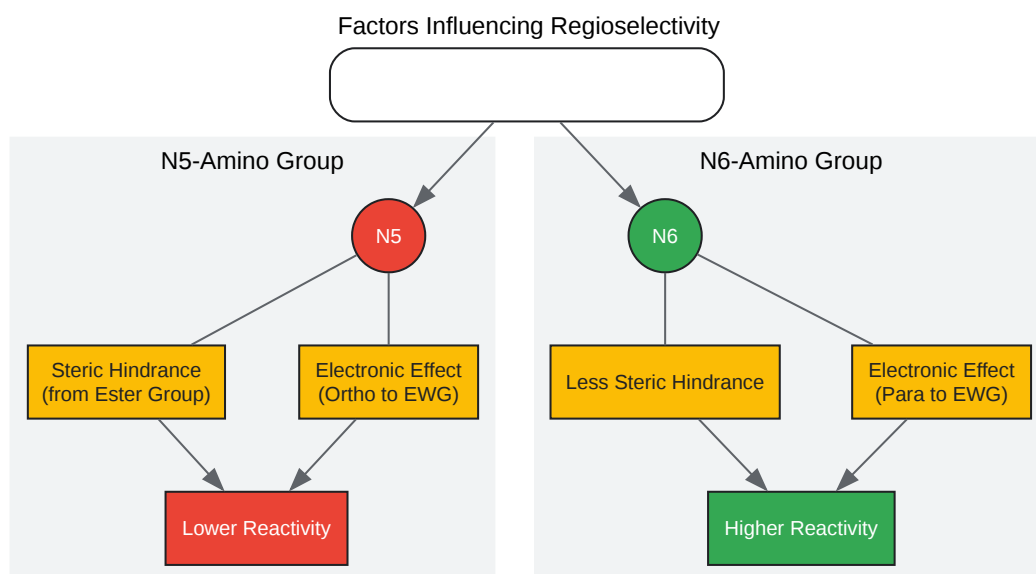 Factors Influencing Regioselectivity
N5-Amino Group
N6-Amino Group
N5
N6
Steric Hindrance
(from Ester Group)
Electronic Effect
(Ortho to EWG)
Less Steric Hindrance
Electronic Effect
(Para to EWG)
Lower Reactivity
Higher Reactivity